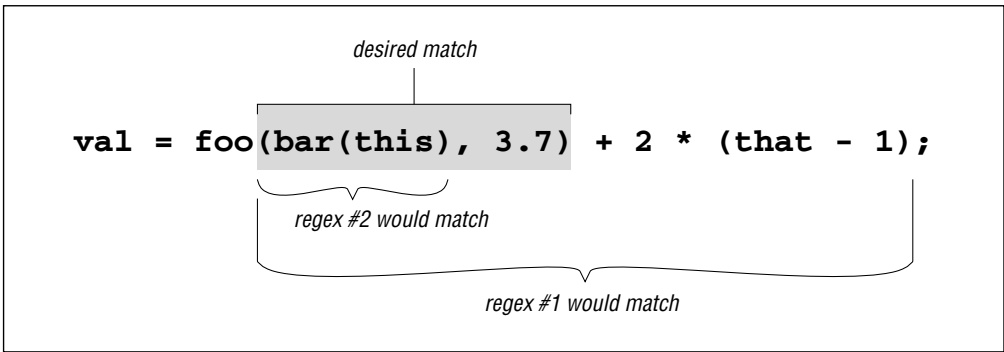 desired match
val = foo(bar(this), 3.7) + 2 * (that - 1);
regex #2 would match
regex #1 would match